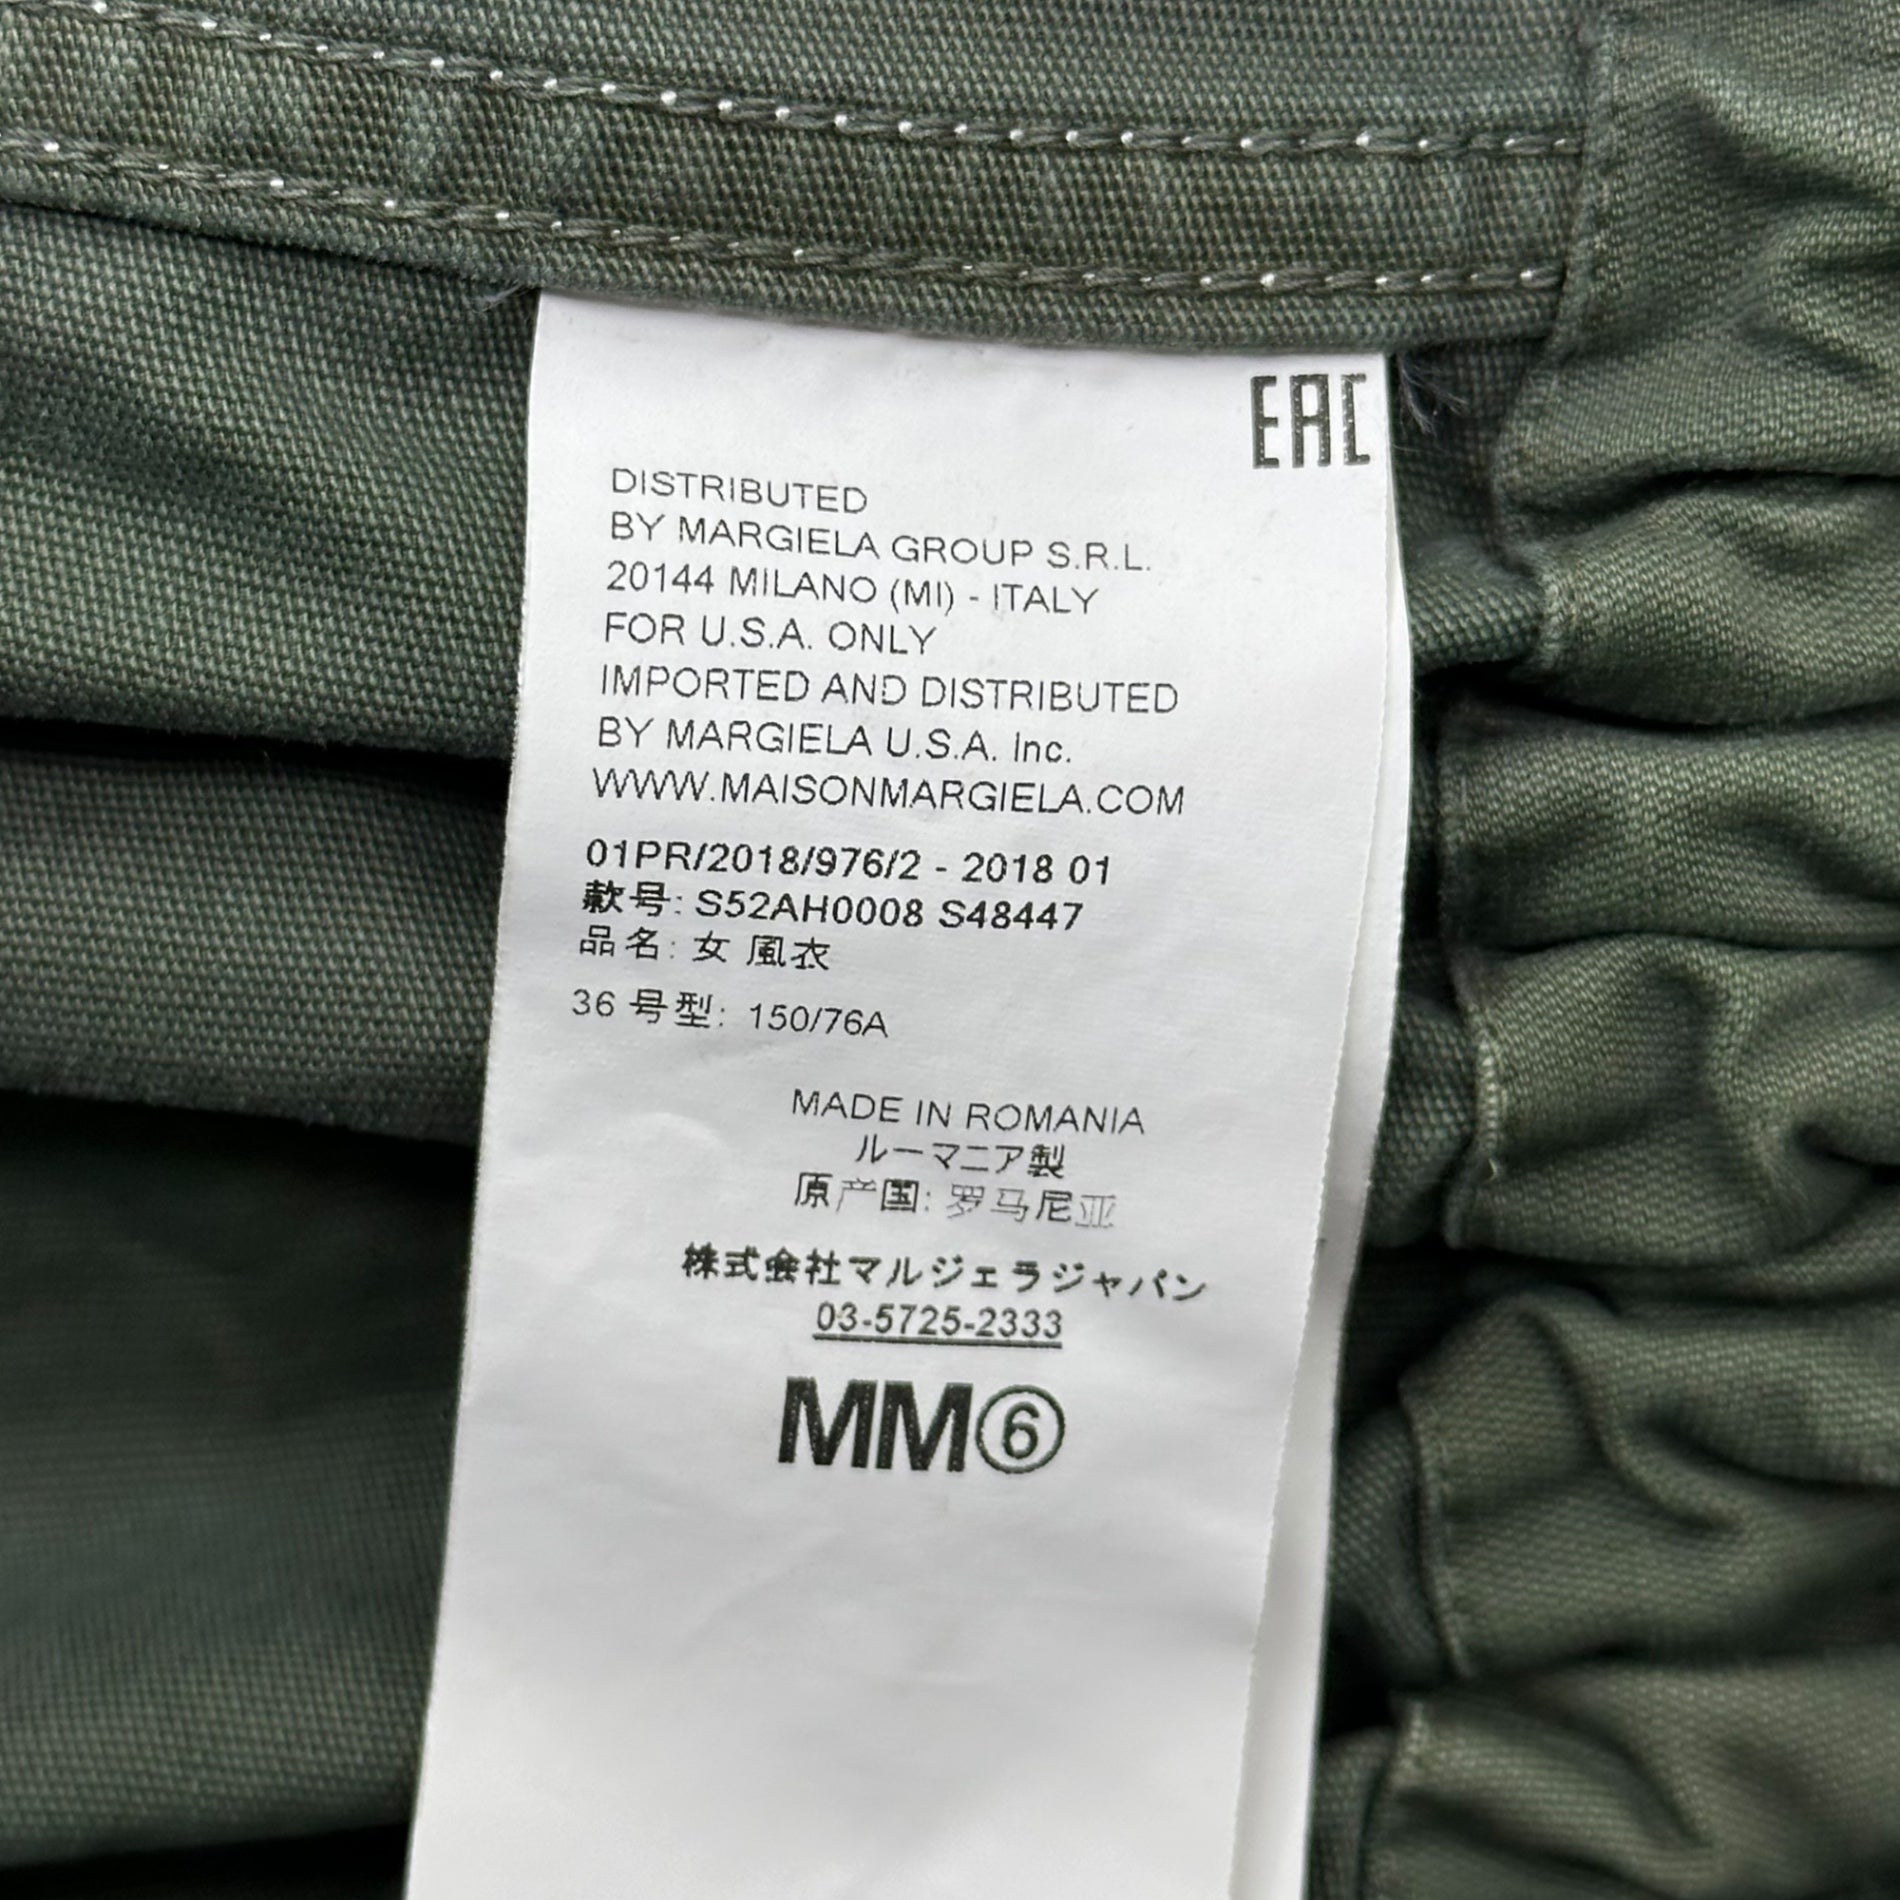 EAC
DISTRIBUTED
BY MARGIELA GROUP S.R.L.
20144 MILANO (MI) - ITALY
FOR U.S.A. ONLY
IMPORTED AND DISTRIBUTED
BY MARGIELA U.S.A. Inc.
WWW.MAISONMARGIELA.COM
01PR/2018/976/2 - 2018 01
款号: S52AH0008 S48447
品名: 女 風衣
36 号型: 150/76A
MADE IN ROMANIA
ルーマニア製
原产国: 罗马尼亚
株式会社マルジェラジャパン
03-5725-2333
MM⑥